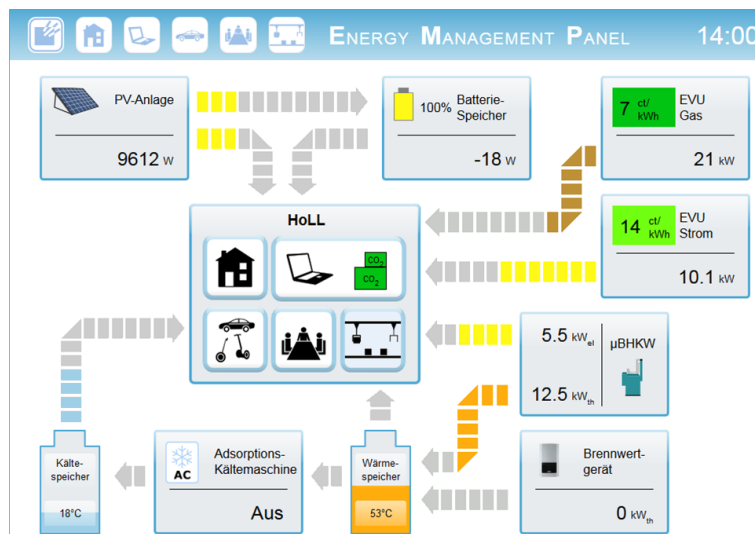 ENERGY MANAGEMENT PANEL 14:00
PV-Anlage
9612 W
100% Batterie-
Speicher
-18 W
7 ct/
kWh
EVU
Gas
21 kW
14 ct/
kWh
EVU
Strom
10.1 kW
HoLL
CO2
CO2
5.5 kWel
µBHKW
12.5 kWth
Kälte-
speicher
18°C
AC
Adsorptions-
Kältemaschine
Aus
Wärme-
speicher
53°C
Brennwert-
gerät
0 kWth